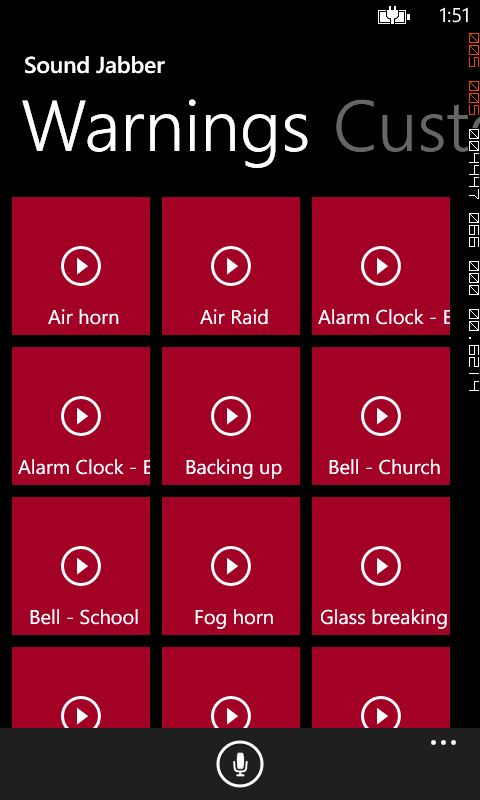 1:51
Sound Jabber
Warnings Cust
Air horn
Air Raid
Alarm Clock -
Alarm Clock -
Backing up
Bell - Church
Bell - School
Fog horn
Glass breaking
005 005 004447 066 000 00.6214